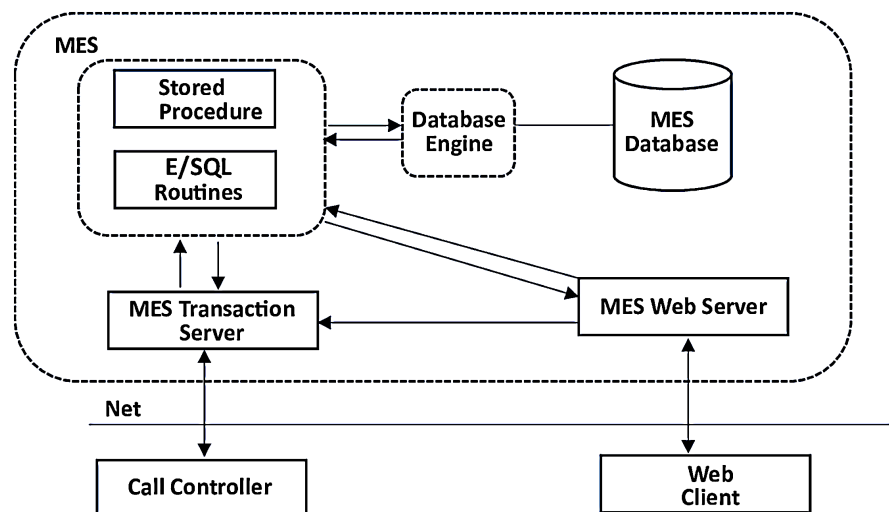 MES
Stored
Procedure
E/SQL
Routines
Database
Engine
MES
Database
MES Transaction
Server
MES Web Server
Net
Call Controller
Web
Client